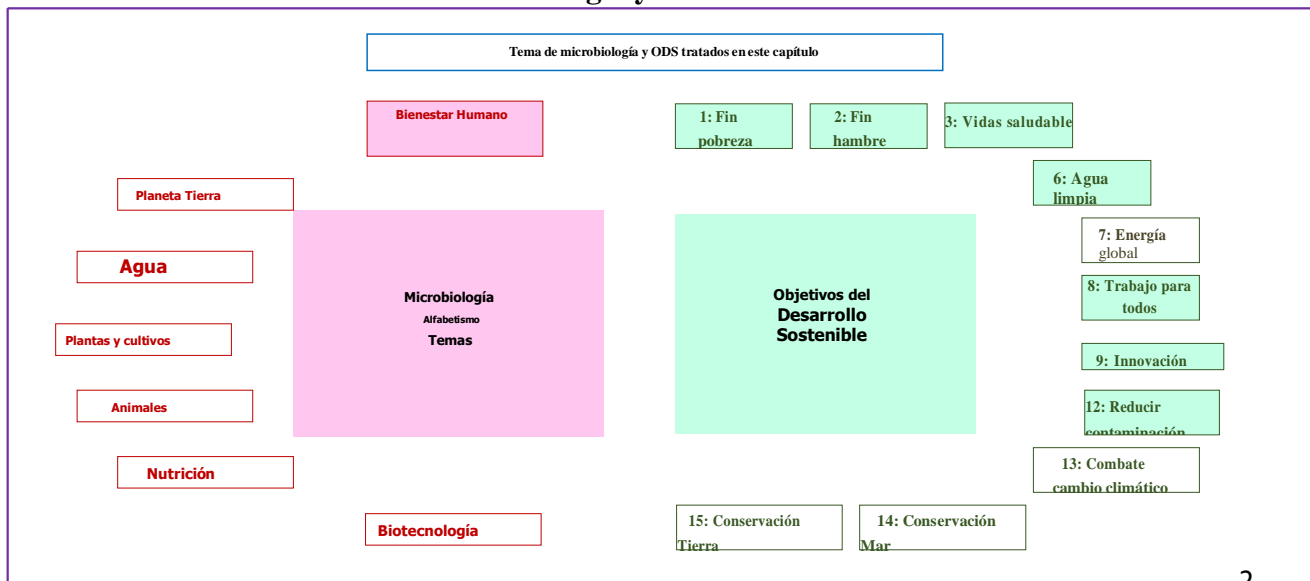 Tema de microbiología y ODS tratados en este capítulo
Bienestar Humano
Planeta Tierra
Agua
Plantas y cultivos
Animales
Nutrición
Biotecnología
Microbiología
Alfabetismo
Temas
Objetivos del
Desarrollo
Sostenible
1: Fin
pobreza
2: Fin
hambre
3: Vidas saludable
6: Agua
limpia
7: Energía
global
8: Trabajo para
todos
9: Innovación
12: Reducir
contaminación
13: Combate
cambio climático
14: Conservación
Mar
15: Conservación
Tierra